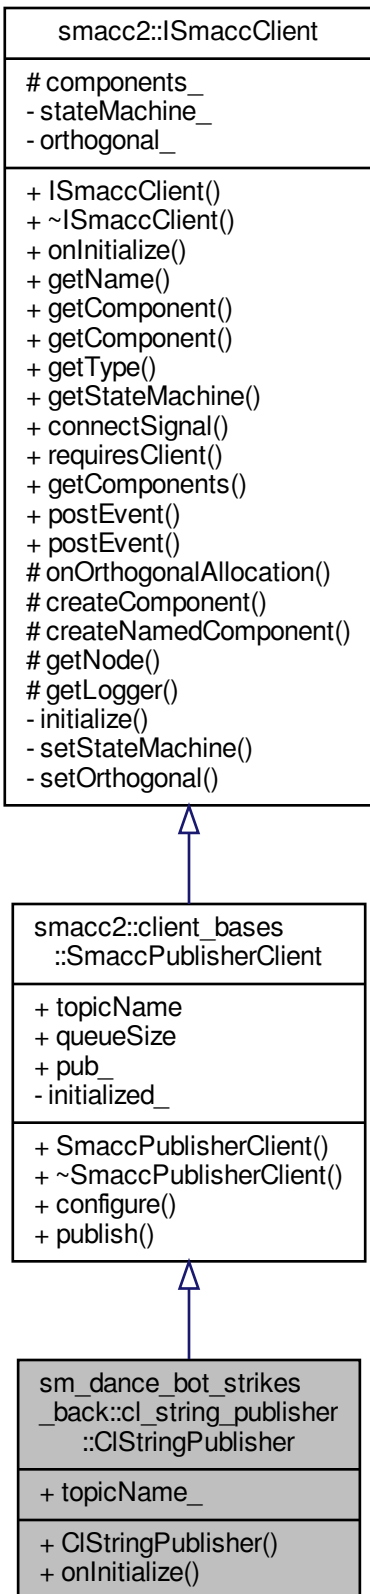 smacc2::ISmaccClient
# components_
- stateMachine_
- orthogonal_
+ ISmaccClient()
+ ~ISmaccClient()
+ onInitialize()
+ getName()
+ getComponent()
+ getComponent()
+ getType()
+ getStateMachine()
+ connectSignal()
+ requiresClient()
+ getComponents()
+ postEvent()
+ postEvent()
# onOrthogonalAllocation()
# createComponent()
# createNamedComponent()
# getNode()
# getLogger()
- initialize()
- setStateMachine()
- setOrthogonal()
smacc2::client_bases
::SmaccPublisherClient
+ topicName
+ queueSize
+ pub_
- initialized_
+ SmaccPublisherClient()
+ ~SmaccPublisherClient()
+ configure()
+ publish()
sm_dance_bot_strikes
_back::cl_string_publisher
::ClStringPublisher
+ topicName_
+ ClStringPublisher()
+ onInitialize()